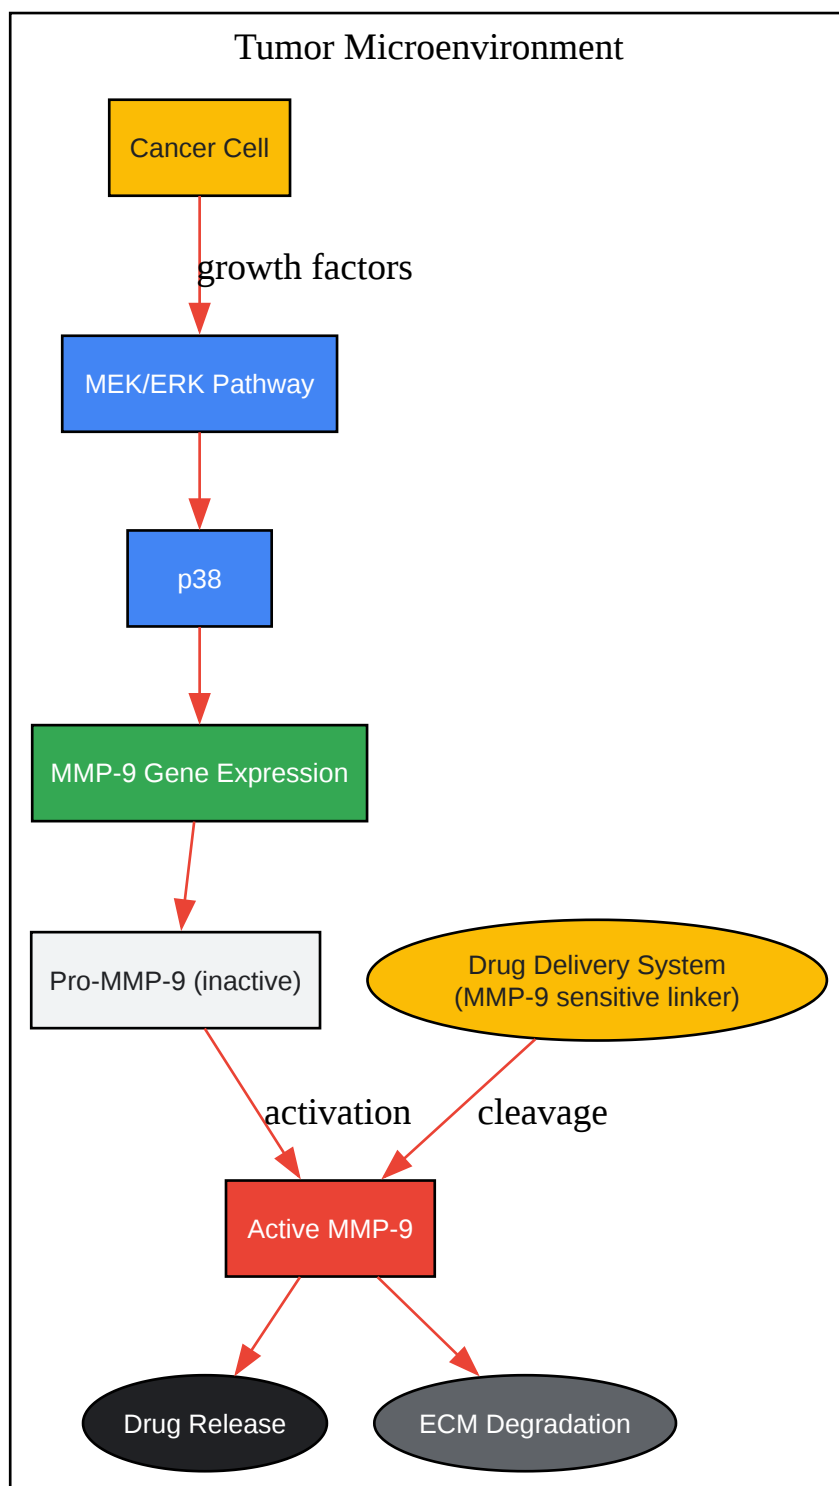 Tumor Microenvironment
Cancer Cell
growth factors
MEK/ERK Pathway
p38
MMP-9 Gene Expression
Pro-MMP-9 (inactive)
Drug Delivery System
(MMP-9 sensitive linker)
activation
cleavage
Active MMP-9
Drug Release
ECM Degradation